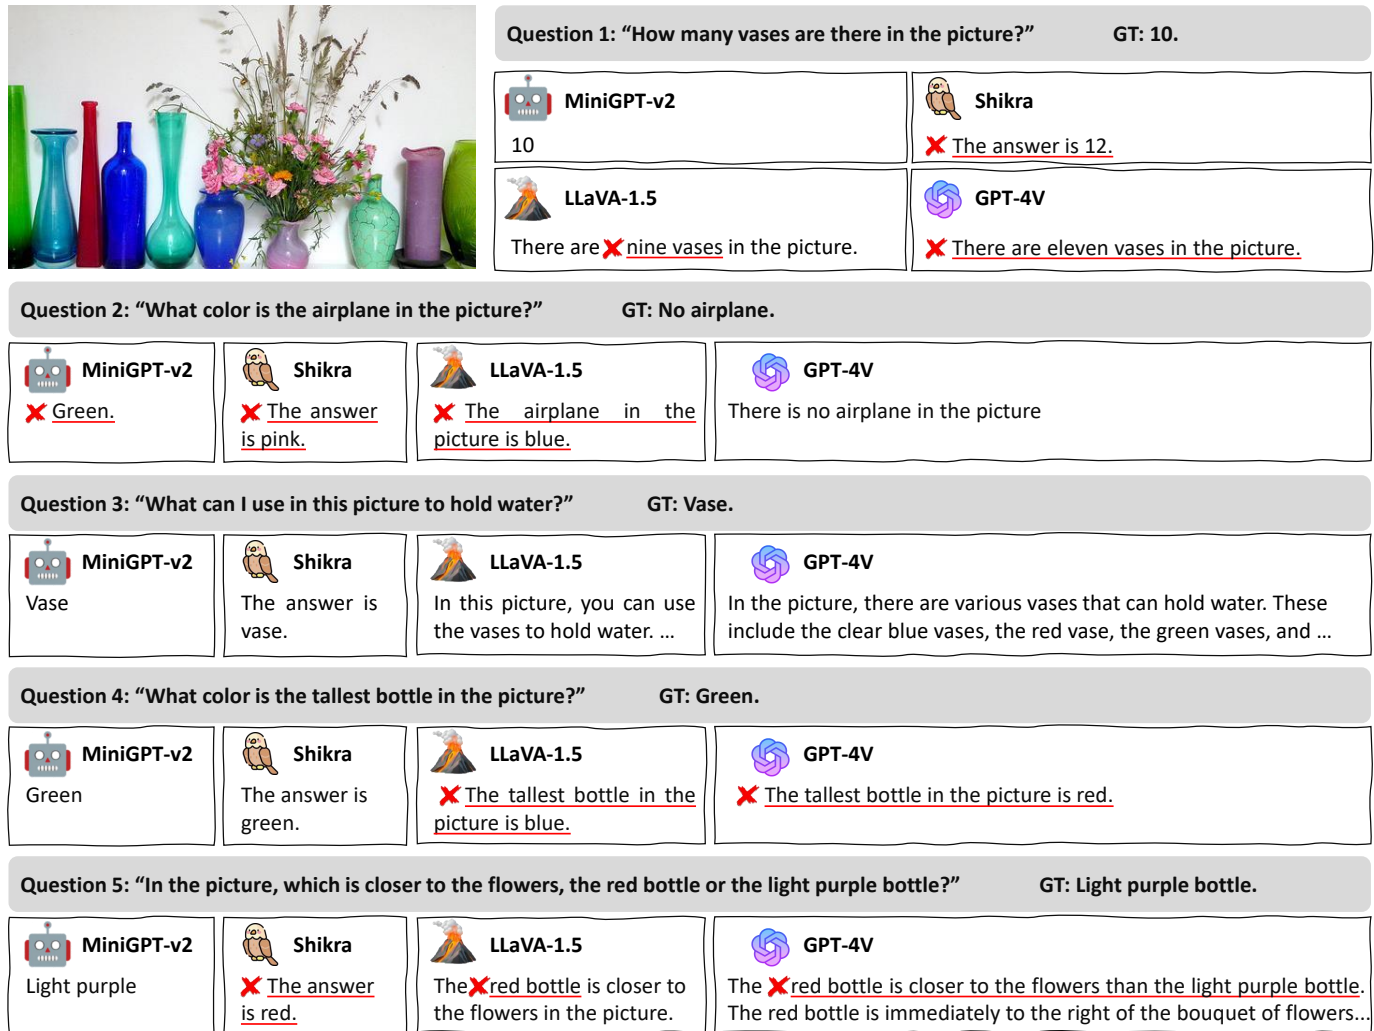 Question 1: “How many vases are there in the picture?” GT: 10.
MiniGPT-v2
10
Shikra
The answer is 12.
LLaVA-1.5
There are nine vases in the picture.
GPT-4V
There are eleven vases in the picture.
Question 2: “What color is the airplane in the picture?” GT: No airplane.
MiniGPT-v2
Green.
Shikra
The answer
is pink.
LLaVA-1.5
The airplane in the
picture is blue.
GPT-4V
There is no airplane in the picture
Question 3: “What can I use in this picture to hold water?” GT: Vase.
MiniGPT-v2
Vase
Shikra
The answer is
vase.
LLaVA-1.5
In this picture, you can use
the vases to hold water. ...
GPT-4V
In the picture, there are various vases that can hold water. These
include the clear blue vases, the red vase, the green vases, and ...
Question 4: “What color is the tallest bottle in the picture?” GT: Green.
MiniGPT-v2
Green
Shikra
The answer is
green.
LLaVA-1.5
The tallest bottle in the
picture is blue.
GPT-4V
The tallest bottle in the picture is red.
Question 5: “In the picture, which is closer to the flowers, the red bottle or the light purple bottle?” GT: Light purple bottle.
MiniGPT-v2
Light purple
Shikra
The answer
is red.
LLaVA-1.5
The red bottle is closer to
the flowers in the picture.
GPT-4V
The red bottle is closer to the flowers than the light purple bottle.
The red bottle is immediately to the right of the bouquet of flowers...